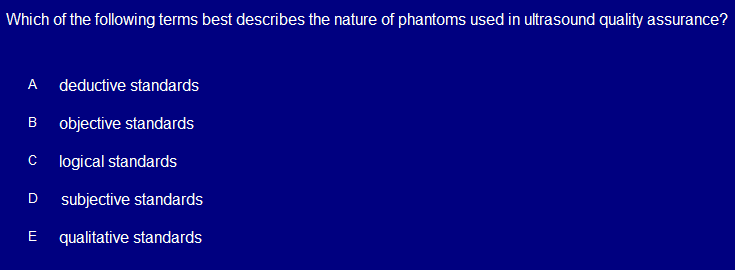 Which of the following terms best describes the nature of phantoms used in ultrasound quality assurance?
A deductive standards
B objective standards
C logical standards
D subjective standards
E qualitative standards